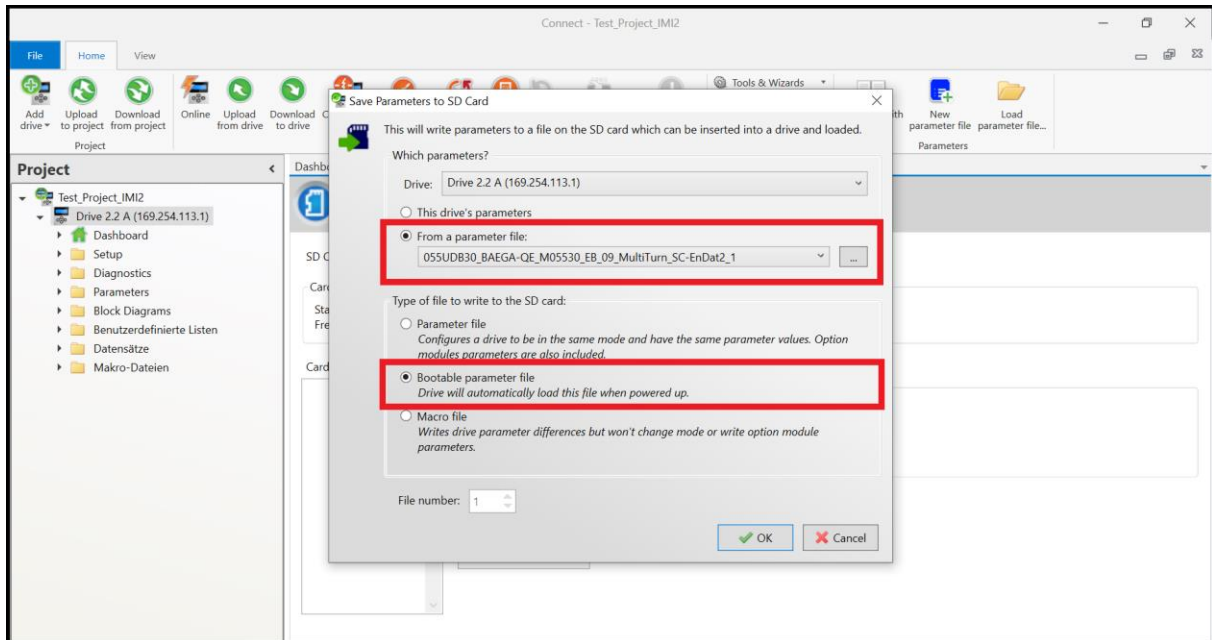 Connect - Test_Project_IMI2
File Home View
Add drive
Upload to project
Download from project
Online
Upload from drive
Download to drive
Tools & Wizards
New parameter file
Load parameter file...
Project
Parameters
Project
Test_Project_IMI2
Drive 2.2 A (169.254.113.1)
Dashboard
Setup
Diagnostics
Parameters
Block Diagrams
Benutzerdefinierte Listen
Datensätze
Makro-Dateien
Save Parameters to SD Card
This will write parameters to a file on the SD card which can be inserted into a drive and loaded.
Which parameters?
Drive: Drive 2.2 A (169.254.113.1)
This drive's parameters
From a parameter file:
055UDB30_BAEGA-QE_M05530_EB_09_MultiTurn_SC-EnDat2_1
...
Type of file to write to the SD card:
Parameter file
Configures a drive to be in the same mode and have the same parameter values. Option
modules parameters are also included.
Bootable parameter file
Drive will automatically load this file when powered up.
Macro file
Writes drive parameter differences but won't change mode or write option module
parameters.
File number: 1
OK Cancel